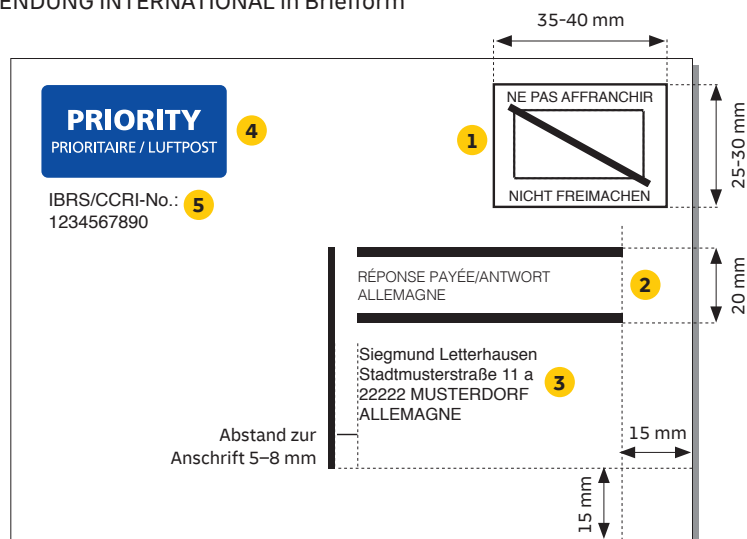 ENDUNG INTERNATIONAL in Briefform
35-40 mm
PRIORITY
PRIORITAIRE / LUFTPOST
4
NE PAS AFFRANCHIR
1
NICHT FREIMACHEN
25-30 mm
IBRS/CCRI-No.:
1234567890
5
RÉPONSE PAYÉE/ANTWORT
ALLEMAGNE
2
20 mm
Siegmund Letterhausen
Stadtmusterstraße 11 a
22222 MUSTERDORF
ALLEMAGNE
3
Abstand zur
Anschrift 5–8 mm
15 mm
15 mm